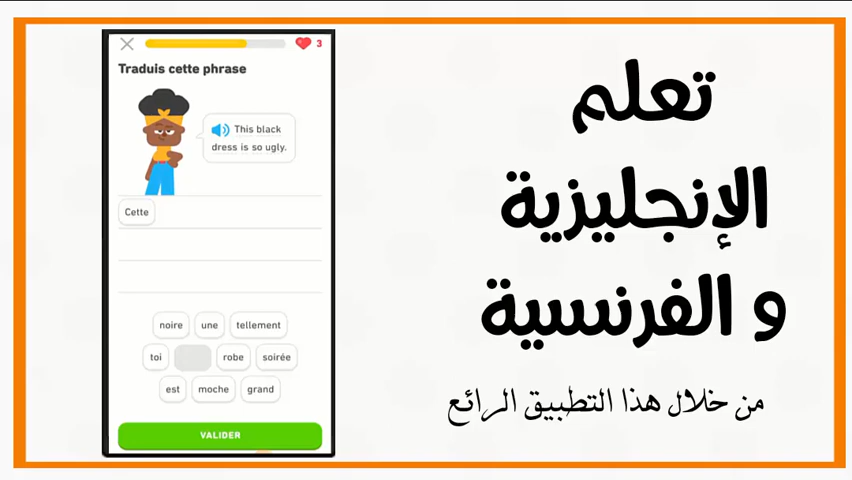 3
Traduis cette phrase
This black
dress is so ugly.
Cette
noire une tellement
toi robe soirée
est moche grand
VALIDER
تعلم
الإنجليزية
و الفرنسية
من خلال هذا التطبيق الرائع